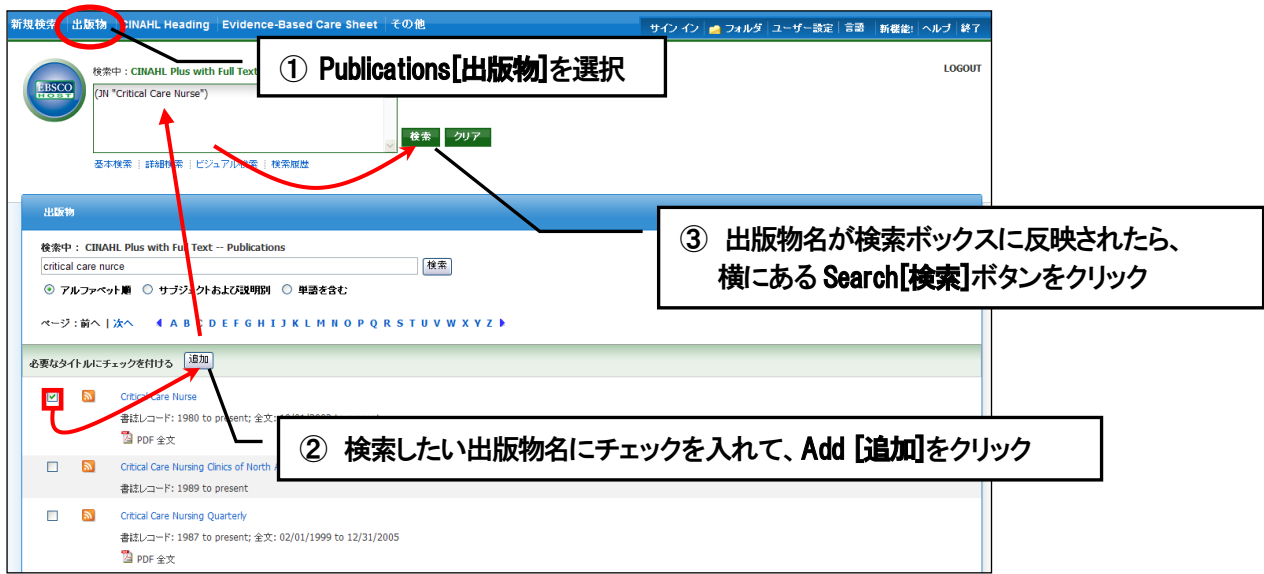 新規検索 出版物 CINAHL Heading Evidence-Based Care Sheet その他 サイン イン フォルダ ユーザー設定 言語 新機能! ヘルプ 終了
① Publications[出版物]を選択
検索中 : CINAHL Plus with Full Text
LOGOUT
EBSCO
HOST
(JN "Critical Care Nurse")
検索 クリア
基本検索 | 詳細検索 | ビジュアル検索 | 検索履歴
出版物
③ 出版物名が検索ボックスに反映されたら、
横にある Search[検索]ボタンをクリック
検索中 : CINAHL Plus with Full Text -- Publications
critical care nurce 検索
アルファベット順 サブジェクトおよび説明別 単語を含む
ページ : 前へ | 次へ A B C D E F G H I J K L M N O P Q R S T U V W X Y Z
必要なタイトルにチェックを付ける 追加
Critical Care Nurse
書誌レコード: 1980 to present; 全文:
PDF 全文
② 検索したい出版物名にチェックを入れて、Add [追加]をクリック
Critical Care Nursing Clinics of North
書誌レコード: 1989 to present
Critical Care Nursing Quarterly
書誌レコード: 1987 to present; 全文: 02/01/1999 to 12/31/2005
PDF 全文